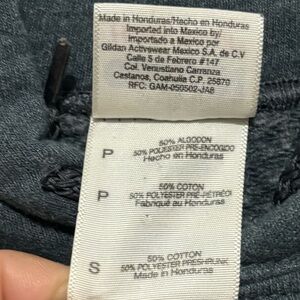 Made in Honduras/Hecho en Honduras
Imported into Mexico by/
Importado a Mexico por
Gildan Activewear Mexico S.A. de C.V
Calle 5 de Febrero #147
Col. Venustiano Carranza
Castanos, Coahuila C.P. 25870
RFC: GAM-050502-JA8
50% ALGODON
P 50% POLIESTER PRE-ENCOGIDO
Hecho en Honduras
50% COTON
P 50% POLYESTER PRÉ-RÉTRÉCI
Fabriqué au Honduras
50% COTTON
S 50% POLYESTER PRESHRUNK
Made in Honduras